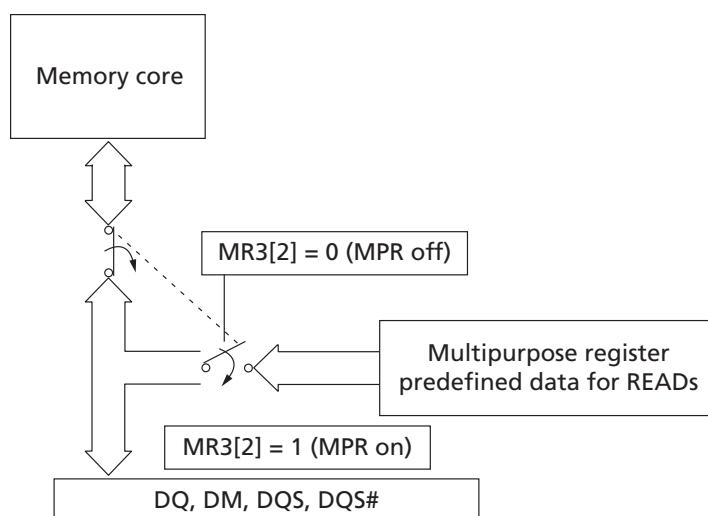 Memory core
MR3[2] = 0 (MPR off)
Multipurpose register
predefined data for READs
MR3[2] = 1 (MPR on)
DQ, DM, DQS, DQS#